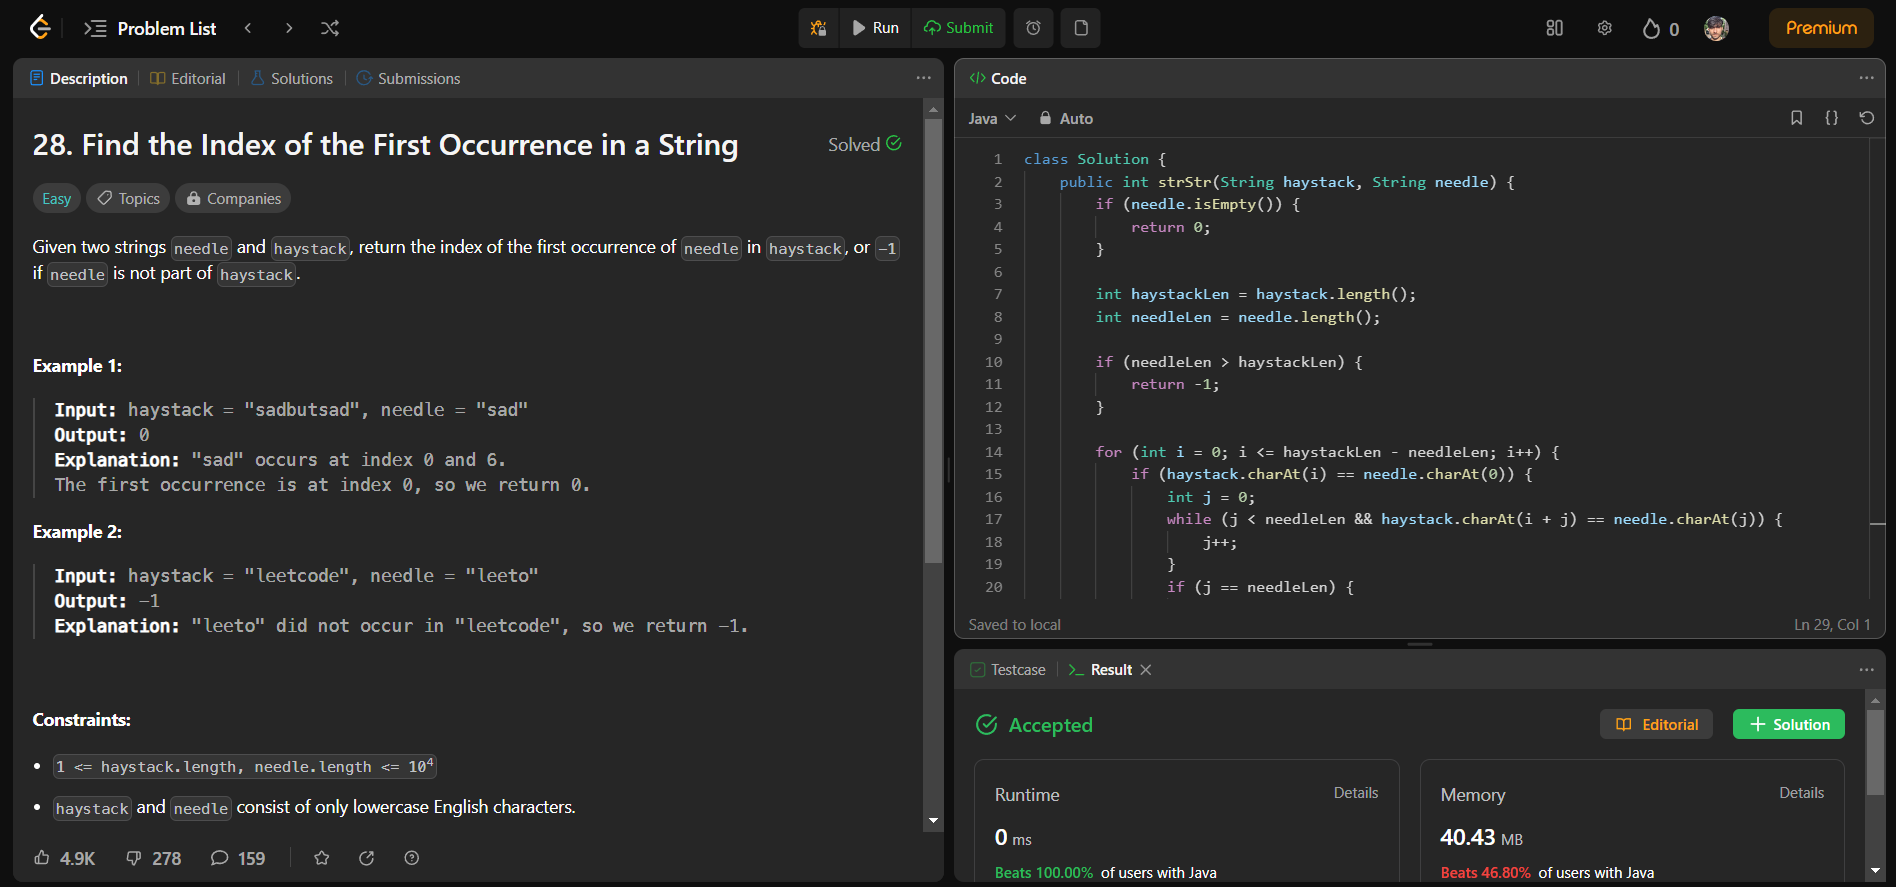 Problem List
Run
Submit
0
Premium
Description
Editorial
Solutions
Submissions
28. Find the Index of the First Occurrence in a String
Solved
Easy
Topics
Companies
Given two strings needle and haystack, return the index of the first occurrence of needle in haystack, or -1
if needle is not part of haystack.
Example 1:
Input: haystack = "sadbutsad", needle = "sad"
Output: 0
Explanation: "sad" occurs at index 0 and 6.
The first occurrence is at index 0, so we return 0.
Example 2:
Input: haystack = "leetcode", needle = "leeto"
Output: -1
Explanation: "leeto" did not occur in "leetcode", so we return -1.
Constraints:
• 1 <= haystack.length, needle.length <= 10⁴
• haystack and needle consist of only lowercase English characters.
4.9K
278
159
</> Code
Java
Auto
{}
1 class Solution {
2     public int strStr(String haystack, String needle) {
3         if (needle.isEmpty()) {
4             return 0;
5         }
6
7         int haystackLen = haystack.length();
8         int needleLen = needle.length();
9
10         if (needleLen > haystackLen) {
11             return -1;
12         }
13
14         for (int i = 0; i <= haystackLen - needleLen; i++) {
15             if (haystack.charAt(i) == needle.charAt(0)) {
16                 int j = 0;
17                 while (j < needleLen && haystack.charAt(i + j) == needle.charAt(j)) {
18                     j++;
19                 }
20                 if (j == needleLen) {
Saved to local
Ln 29, Col 1
Testcase
>_ Result
Accepted
Editorial
+ Solution
Runtime
Details
0 ms
Beats 100.00% of users with Java
Memory
Details
40.43 MB
Beats 46.80% of users with Java